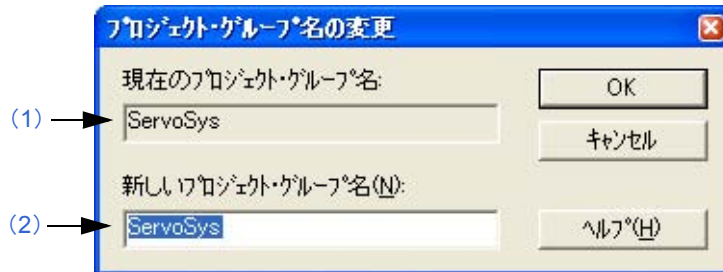 プロジェクト・グループ名の変更
現在のプロジェクト・グループ名:
(1)
ServoSys
OK
キャンセル
新しいプロジェクト・グループ名(N):
(2)
ServoSys
ヘルプ(H)